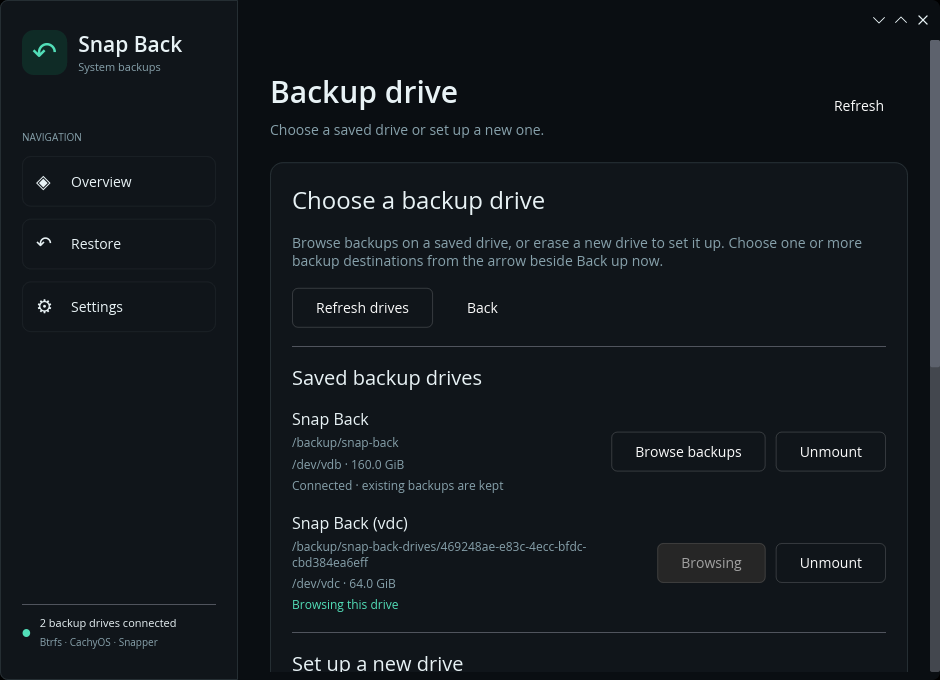 Snap Back
System backups
NAVIGATION
Overview
Restore
Settings
2 backup drives connected
Btrfs · CachyOS · Snapper
Backup drive
Choose a saved drive or set up a new one.
Refresh
Choose a backup drive
Browse backups on a saved drive, or erase a new drive to set it up. Choose one or more
backup destinations from the arrow beside Back up now.
Refresh drives
Back
Saved backup drives
Snap Back
/backup/snap-back
/dev/vdb · 160.0 GiB
Connected · existing backups are kept
Browse backups
Unmount
Snap Back (vdc)
/backup/snap-back-drives/469248ae-e83c-4ecc-bfdc-
cbd384ea6eff
/dev/vdc · 64.0 GiB
Browsing this drive
Browsing
Unmount
Set up a new drive